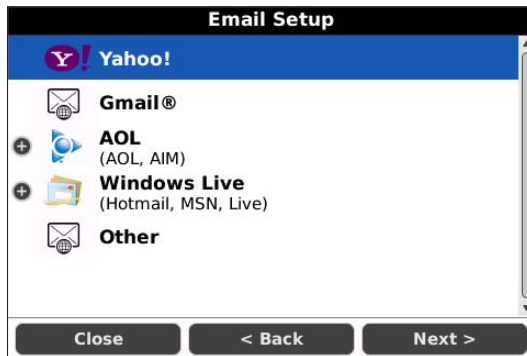 Email Setup
Y!
Yahoo!
Gmail®
AOL
(AOL, AIM)
Windows Live
(Hotmail, MSN, Live)
Other
Close
< Back
Next >